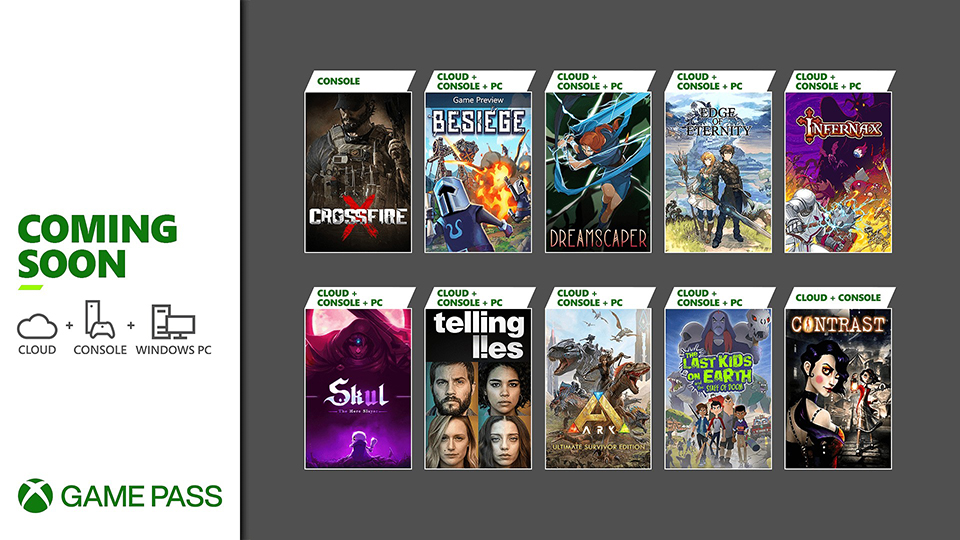 COMING
SOON
CLOUD + CONSOLE + WINDOWS PC
GAME PASS
CONSOLE
CROSSFIRE
X
CLOUD +
CONSOLE + PC
Game Preview
BESIEGE
CLOUD +
CONSOLE + PC
DREAMSCAPER
CLOUD +
CONSOLE + PC
EDGE
OF
ETERNITY
CLOUD +
CONSOLE + PC
INFERNAX
CLOUD +
CONSOLE + PC
Skul
The Hero Slayer
CLOUD +
CONSOLE + PC
telling
l!es
CLOUD +
CONSOLE + PC
ARK
ULTIMATE SURVIVOR EDITION
CLOUD +
CONSOLE + PC
THE
LAST KIDS
ON EARTH
AND THE
STAFF OF DOOM
CLOUD + CONSOLE
CONTRAST